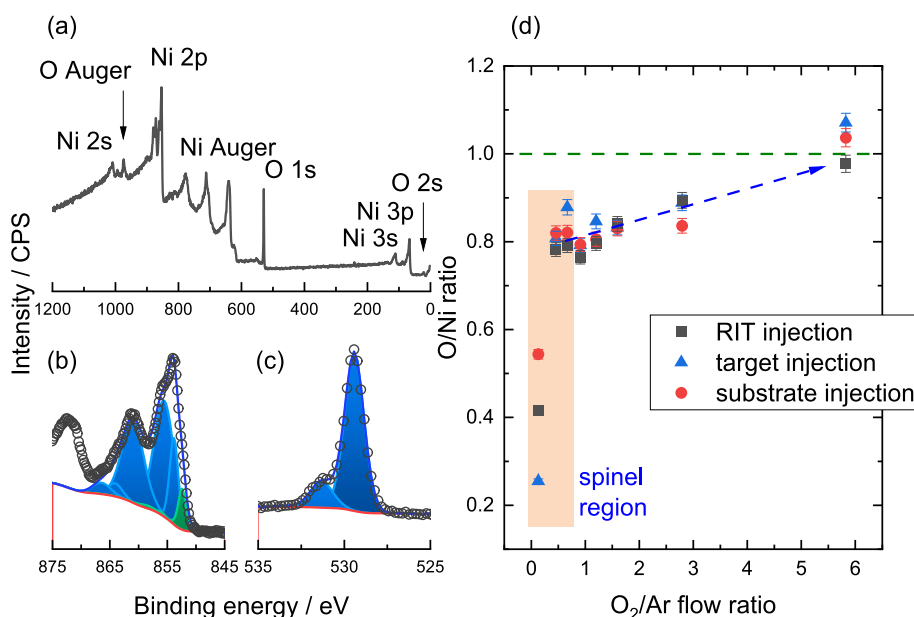 (a)
O Auger
Ni 2p
Ni 2s
Ni Auger
O 1s
O 2s
Ni 3p
Ni 3s
1200 1000 800 600 400 200 0
Intensity / CPS
(b)
875 865 855 845
(c)
535 530 525
Binding energy / eV
(d)
1.2
1.0
0.8
0.6
0.4
0.2
O/Ni ratio
RIT injection
target injection
substrate injection
spinel
region
0 1 2 3 4 5 6
O₂/Ar flow ratio